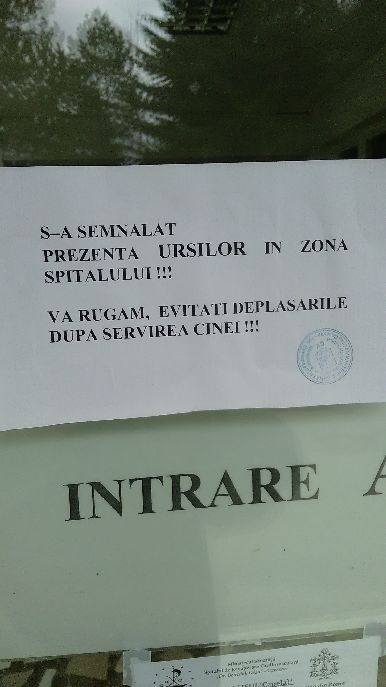 S-A SEMNALAT
PREZENTA URSILOR IN ZONA
SPITALULUI !!!
VA RUGAM, EVITATI DEPLASARILE
DUPA SERVIREA CINEI !!!
INTRARE A